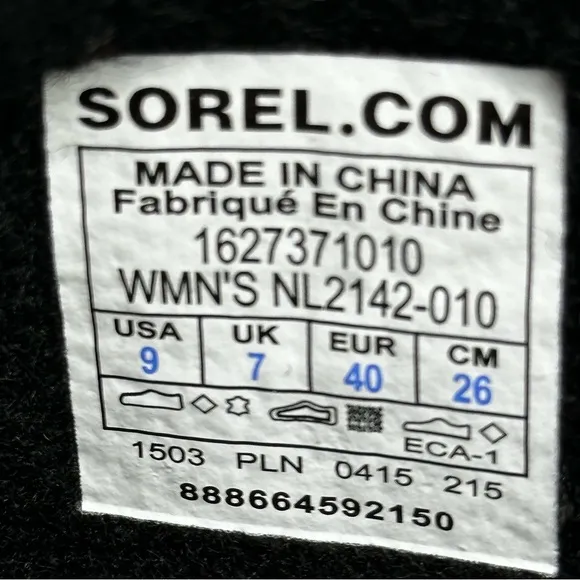 SOREL.COM
MADE IN CHINA
Fabriqué En Chine
1627371010
WMN'S NL2142-010
USA UK EUR CM
9 7 40 26
ECA-1
1503 PLN 0415 215
888664592150